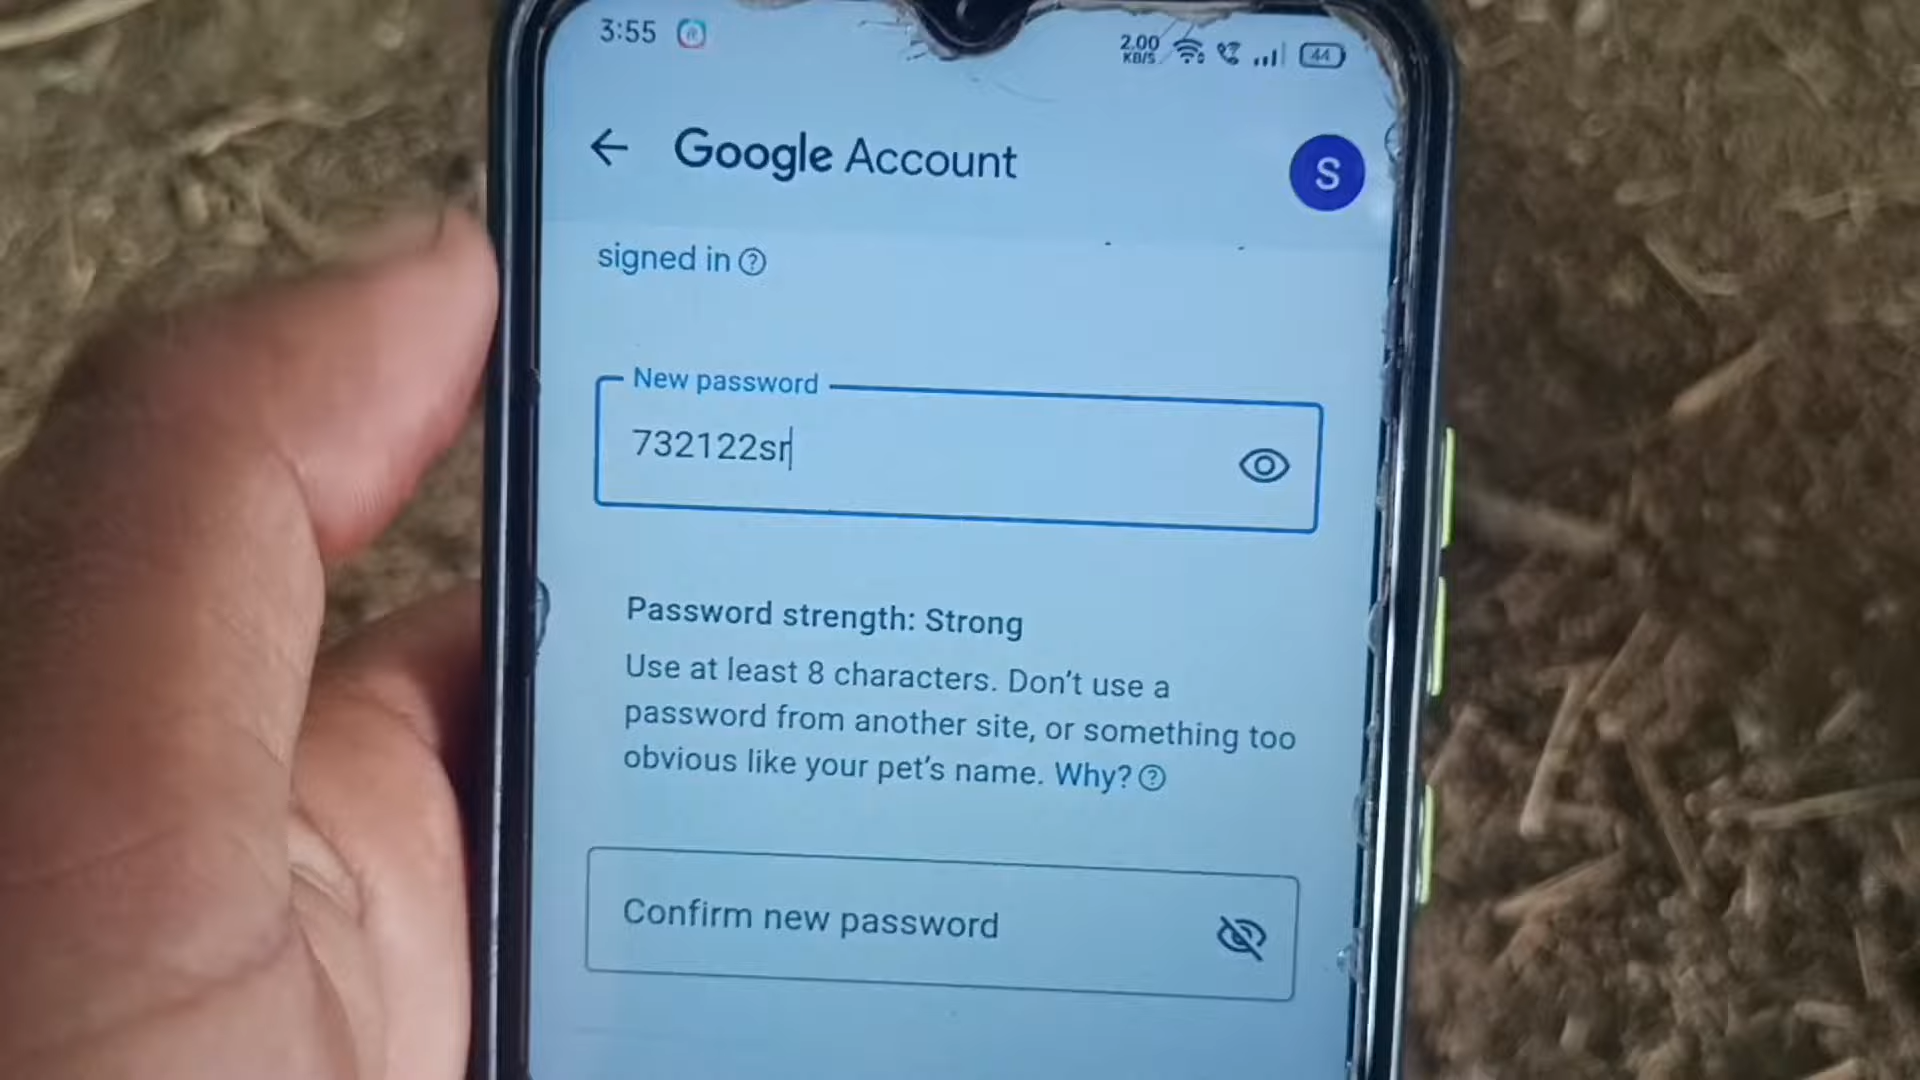 3:55
2.00
KB/S
44
Google Account
S
signed in
New password
732122sr
Password strength: Strong
Use at least 8 characters. Don't use a
password from another site, or something too
obvious like your pet's name. Why?
Confirm new password